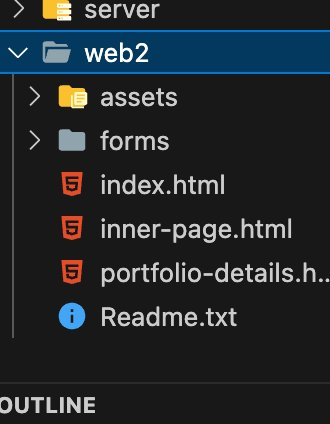 server
web2
assets
forms
index.html
inner-page.html
portfolio-details.h...
Readme.txt
OUTLINE